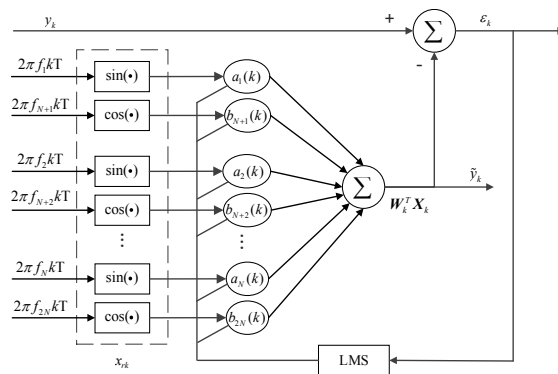 y_k + Σ ε_k
-
2πf_1kT sin(•) a_1(k)
2πf_{N+1}kT cos(•) b_{N+1}(k)
2πf_2kT sin(•) a_2(k)
Σ ỹ_k
2πf_{N+2}kT cos(•) b_{N+2}(k) W_k^T X_k
⋮ ⋯
2πf_NkT sin(•) a_N(k)
2πf_{2N}kT cos(•) b_{2N}(k)
x_{rk} LMS